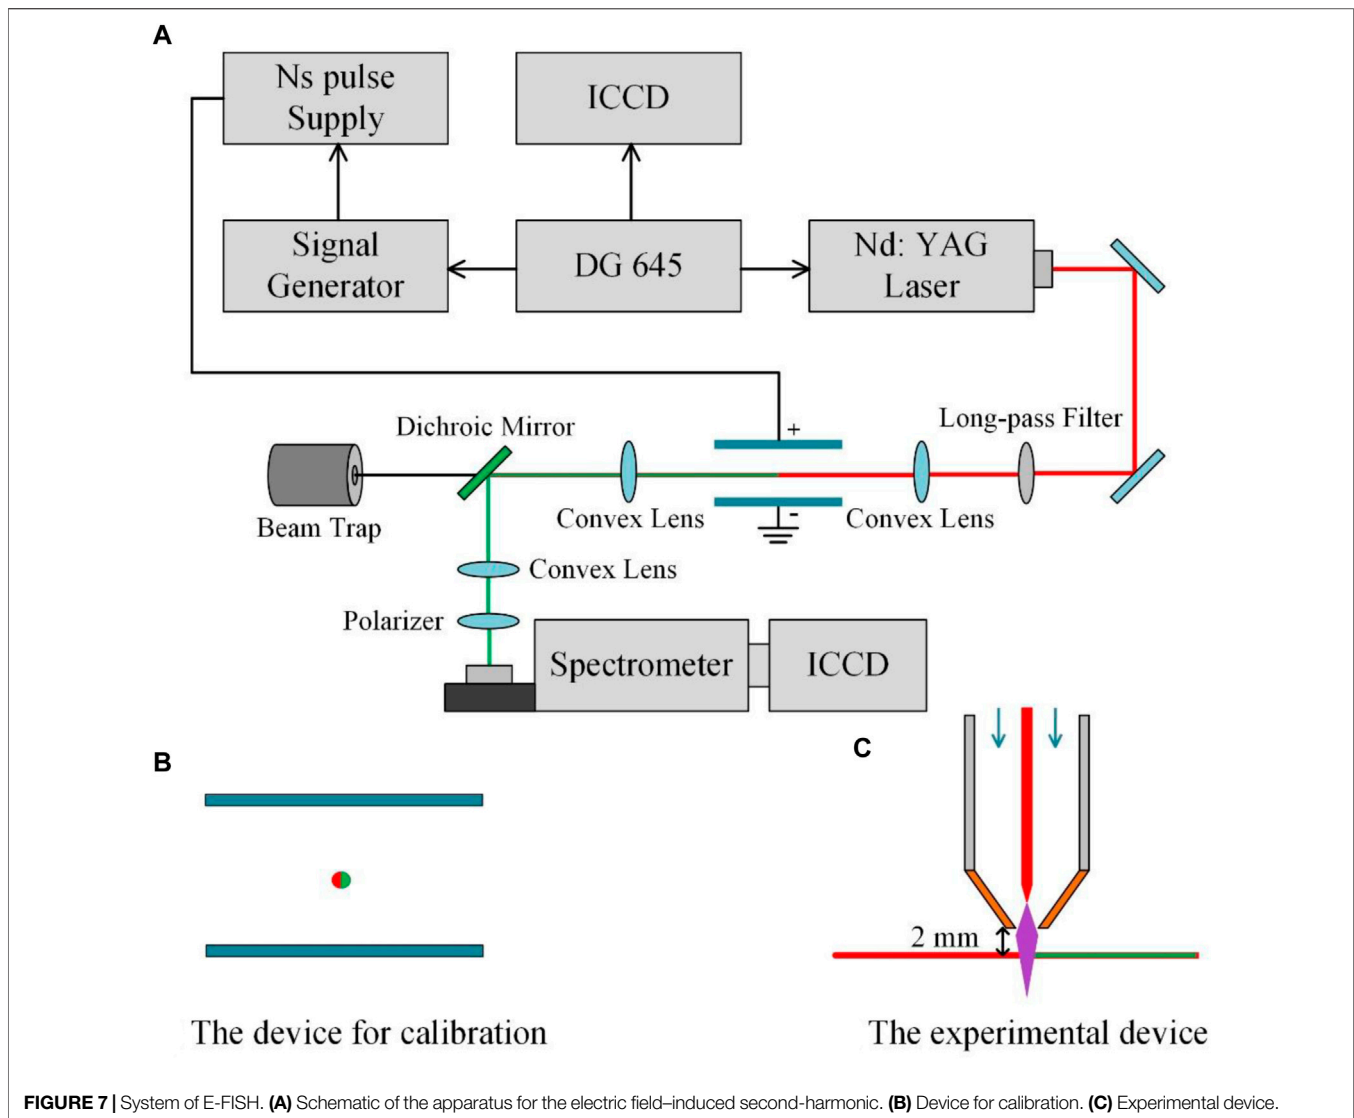 A
Ns pulse
Supply
ICCD
Signal
Generator
DG 645
Nd: YAG
Laser
Dichroic Mirror
+
Long-pass Filter
Beam Trap
Convex Lens
-
Convex Lens
Convex Lens
Polarizer
Spectrometer
ICCD
B
C
2 mm
The device for calibration
The experimental device
FIGURE 7 | System of E-FISH. (A) Schematic of the apparatus for the electric field–induced second-harmonic. (B) Device for calibration. (C) Experimental device.